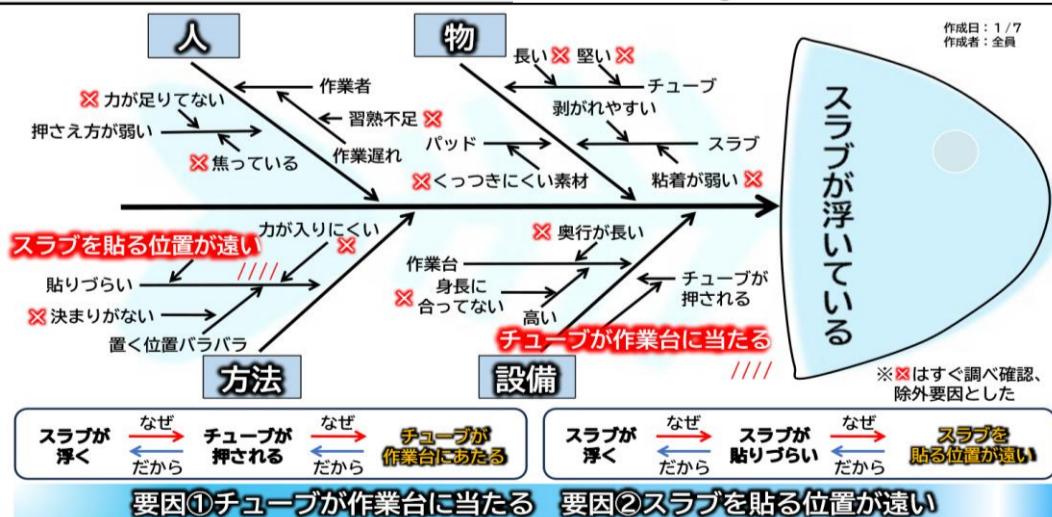 作成日：1/7
作成者：全員
人
物
✖力が足りてない
押さえ方が弱い
✖焦っている
作業者
習熟不足✖
作業遅れ
長い✖ 堅い✖
チューブ
剥がれやすい
パッド
スラブ
✖くっつきにくい素材
粘着が弱い✖
スラブが浮いている
スラブを貼る位置が遠い
力が入りにくい
✖
貼りづらい
✖決まりがない
置く位置バラバラ
方法
✖奥行が長い
作業台
✖身長に
合ってない
高い
チューブが
押される
チューブが作業台に当たる
設備
※✖はすぐ調べ確認、
除外要因とした
スラブが
浮く
なぜ
だから
チューブが
押される
なぜ
だから
チューブが
作業台にあたる
スラブが
浮く
なぜ
だから
スラブが
貼りづらい
なぜ
だから
スラブを
貼る位置が遠い
要因①チューブが作業台に当たる 要因②スラブを貼る位置が遠い